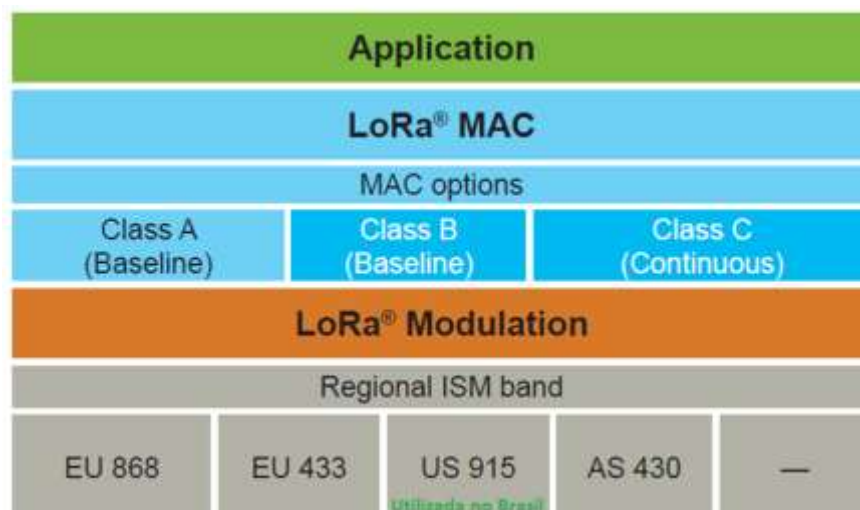 Application
LoRa® MAC
MAC options
Class A
(Baseline)
Class B
(Baseline)
Class C
(Continuous)
LoRa® Modulation
Regional ISM band
EU 868
EU 433
US 915
AS 430
—
Utilizada no Brasil